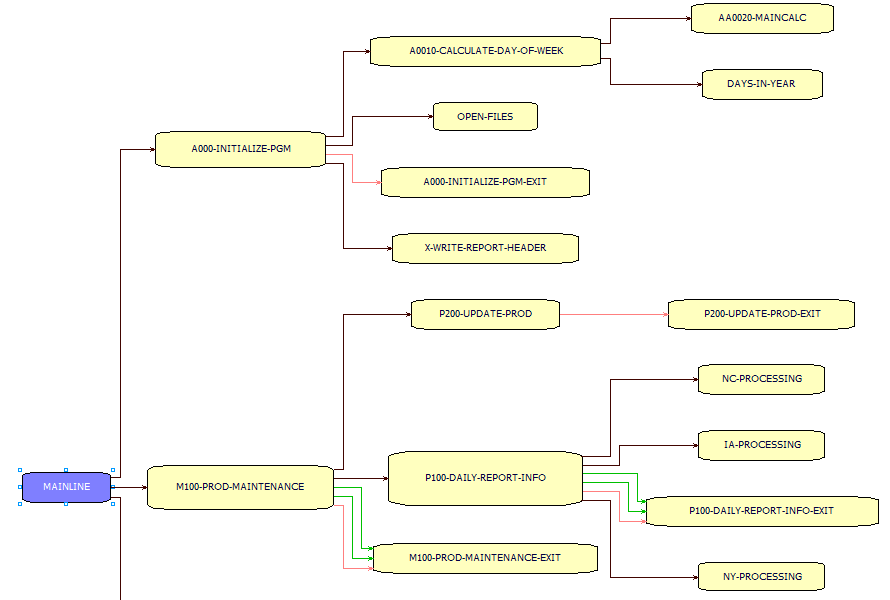 AA0020-MAINCALC
A0010-CALCULATE-DAY-OF-WEEK
DAYS-IN-YEAR
OPEN-FILES
A000-INITIALIZE-PGM
A000-INITIALIZE-PGM-EXIT
X-WRITE-REPORT-HEADER
P200-UPDATE-PROD
P200-UPDATE-PROD-EXIT
NC-PROCESSING
IA-PROCESSING
P100-DAILY-REPORT-INFO
MAINLINE
M100-PROD-MAINTENANCE
P100-DAILY-REPORT-INFO-EXIT
M100-PROD-MAINTENANCE-EXIT
NY-PROCESSING